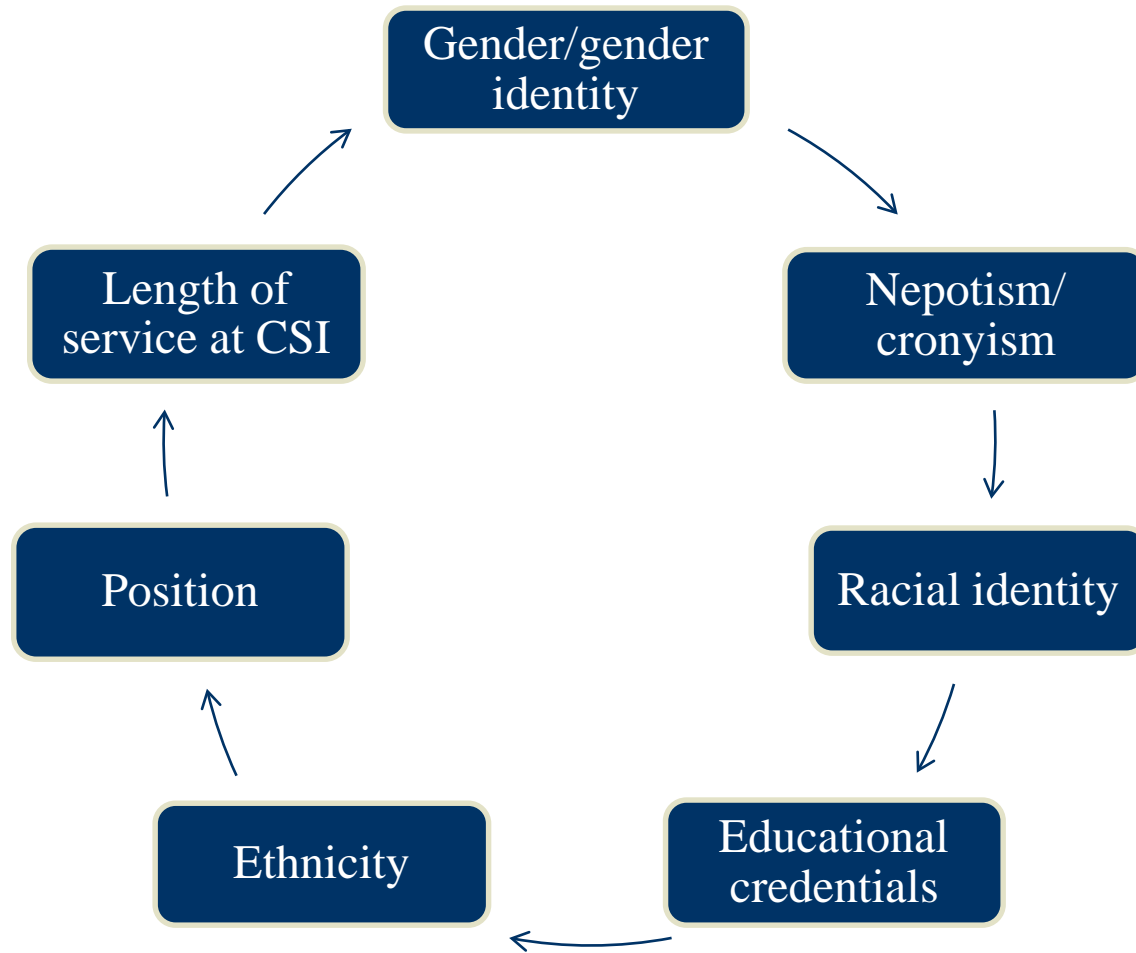 Gender/gender
identity
Nepotism/
cronyism
Racial identity
Educational
credentials
Ethnicity
Position
Length of
service at CSI